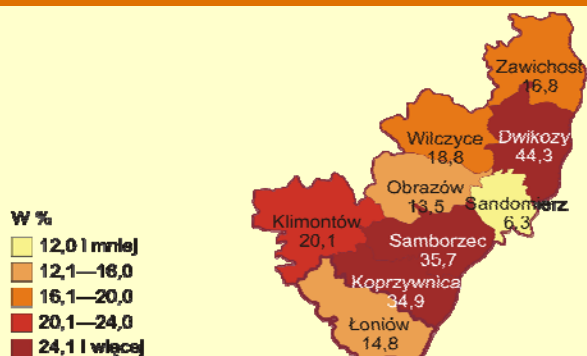 Zawichost
16,8
Wilczyce
18,8
Dwikozy
44,3
Obrazów
13,5
Sandomierz
6,3
Klimontów
20,1
Samborzec
35,7
Koprzywnica
34,9
Łoniów
14,8
W %
12,0 i mniej
12,1—16,0
16,1—20,0
20,1—24,0
24,1 i więcej